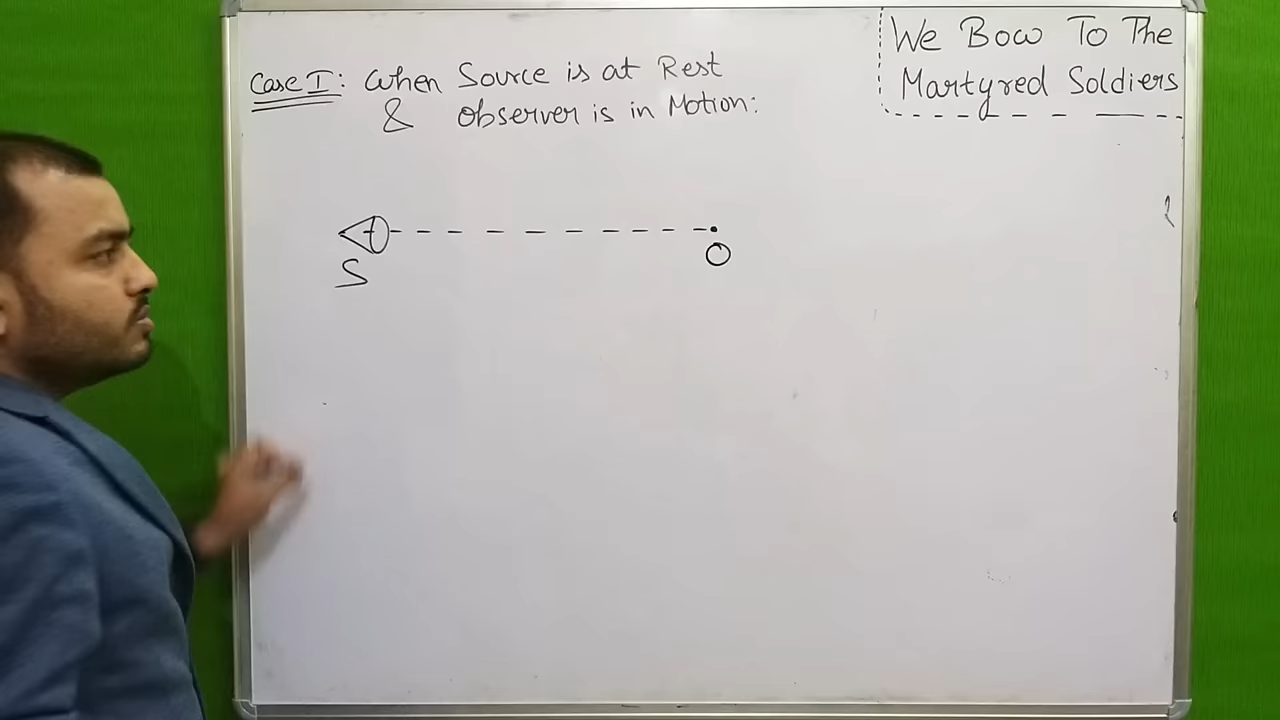 Case I: When Source is at Rest
& observer is in Motion:
We Bow To The
Martyred Soldiers
S
O